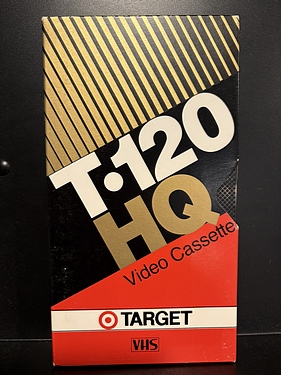 T·120
HQ
Video Cassette
TARGET
VHS